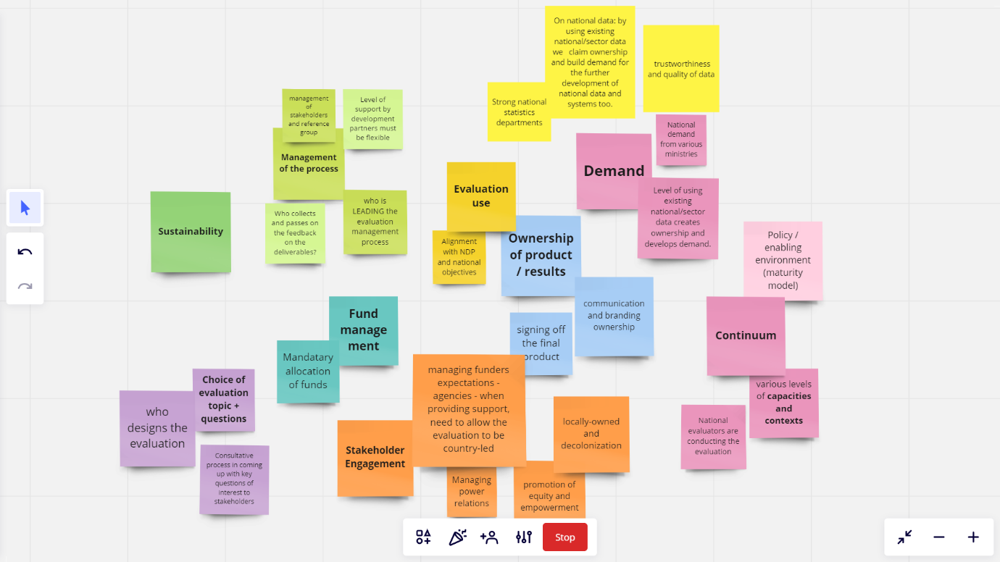 On national data: by
using existing
national/sector data
we claim ownership
and build demand for
the further
development of
national data and
systems too.
trustworthiness
and quality of data
Strong national
statistics
departments
management
of
stakeholders
and reference
group
Level of
support by
development
partners must
be flexible
Management
of the process
Who collects
and passes on
the feedback
on the
deliverables?
who is
LEADING the
evaluation
management
process
Sustainability
Evaluation
use
Alignment
with NDP
and national
objectives
Demand
National
demand
from various
ministries
Level of using
existing
national/sector
data creates
ownership and
develops demand.
Ownership
of product
/ results
communication
and branding
ownership
signing off
the final
product
Policy /
enabling
environment
(maturity
model)
Continuum
various levels
of capacities
and
contexts
National
evaluators are
conducting the
evaluation
Fund
manage
ment
Mandatary
allocation
of funds
Choice of
evaluation
topic +
questions
who
designs the
evaluation
Consultative
process in coming
up with key
questions of
interest to
stakeholders
Stakeholder
Engagement
managing funders
expectations -
agencies - when
providing support,
need to allow the
evaluation to be
country-led
locally-owned
and
decolonization
Managing
power
relations
promotion of
equity and
empowerment
Stop